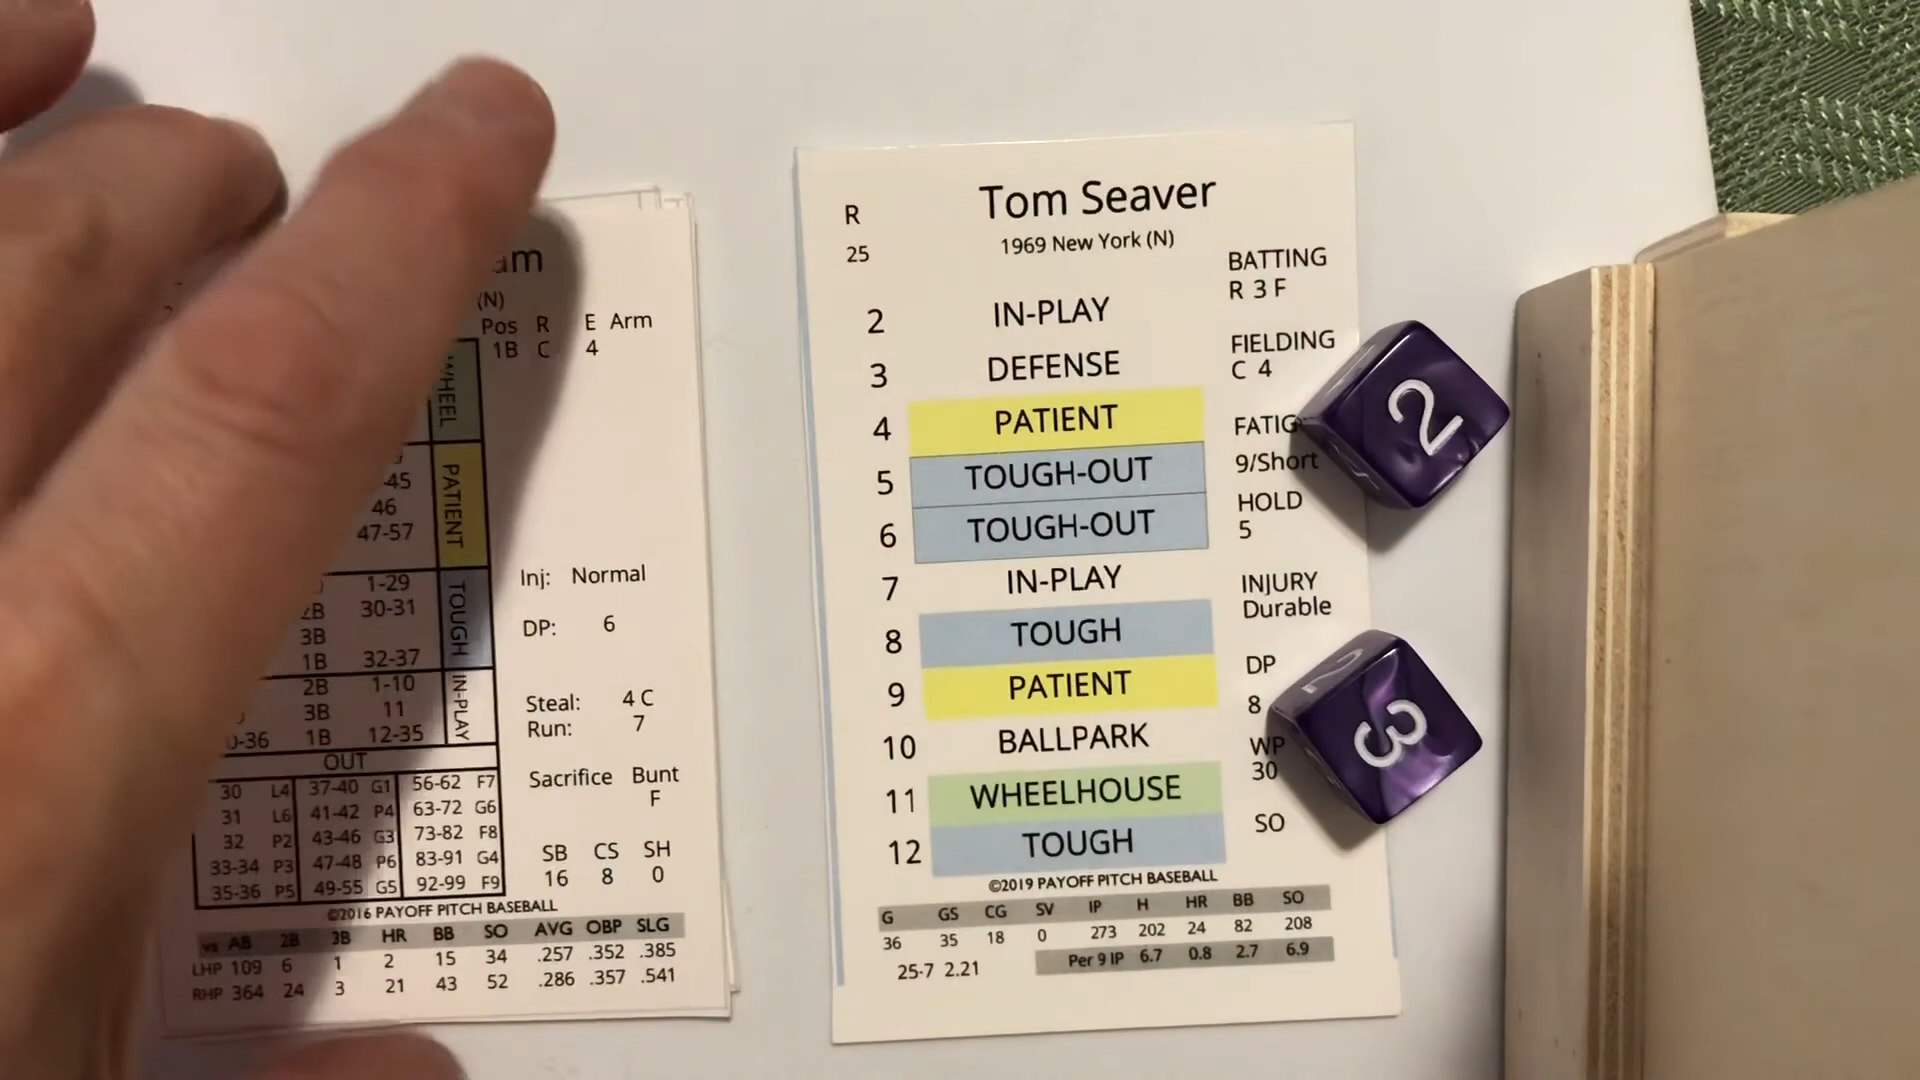 (N)
Pos R E Arm
1B C 4
WHEEL
PATIENT
46
47-57
TOUGH
1-29
30-31
3B
1B 32-37
IN-PLAY
2B 1-10
3B 11
1B 12-35
Inj: Normal
DP: 6
Steal: 4 C
Run: 7
Sacrifice Bunt
F
SB CS SH
16 8 0
OUT
30 L4 37-40 G1 56-62 F7
31 L6 41-42 P4 63-72 G6
32 P2 43-46 G3 73-82 F8
33-34 P3 47-48 P6 83-91 G4
35-36 P5 49-55 G5 92-99 F9
©2016 PAYOFF PITCH BASEBALL
vs AB 2B 3B HR BB SO AVG OBP SLG
LHP 109 6 1 2 15 34 .257 .352 .385
RHP 364 24 3 21 43 52 .286 .357 .541
R
25
Tom Seaver
1969 New York (N)
2 IN-PLAY
3 DEFENSE
4 PATIENT
5 TOUGH-OUT
6 TOUGH-OUT
7 IN-PLAY
8 TOUGH
9 PATIENT
10 BALLPARK
11 WHEELHOUSE
12 TOUGH
BATTING
R 3 F
FIELDING
C 4
9/Short
HOLD
5
INJURY
Durable
DP
8
WP
30
SO
©2019 PAYOFF PITCH BASEBALL
G GS CG SV IP H HR BB SO
36 35 18 0 273 202 24 82 208
25-7 2.21 Per 9 IP 6.7 0.8 2.7 6.9
2
3